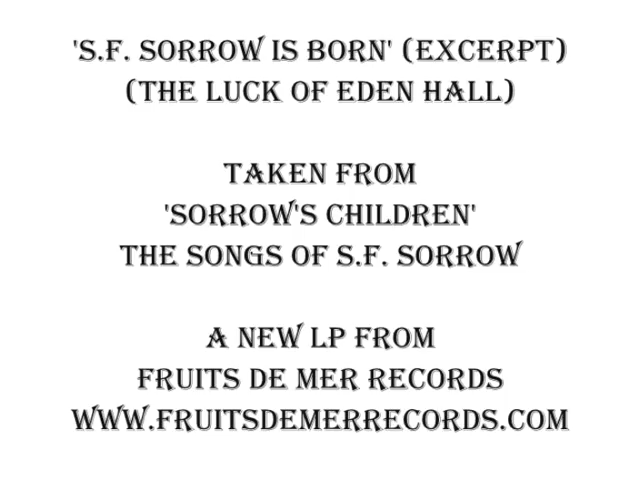 'S.F. SORROW IS BORN' (EXCERPT)
(THE LUCK OF EDEN HALL)
TAKEN FROM
'SORROW'S CHILDREN'
THE SONGS OF S.F. SORROW
A NEW LP FROM
FRUITS DE MER RECORDS
WWW.FRUITSDEMERRECORDS.COM